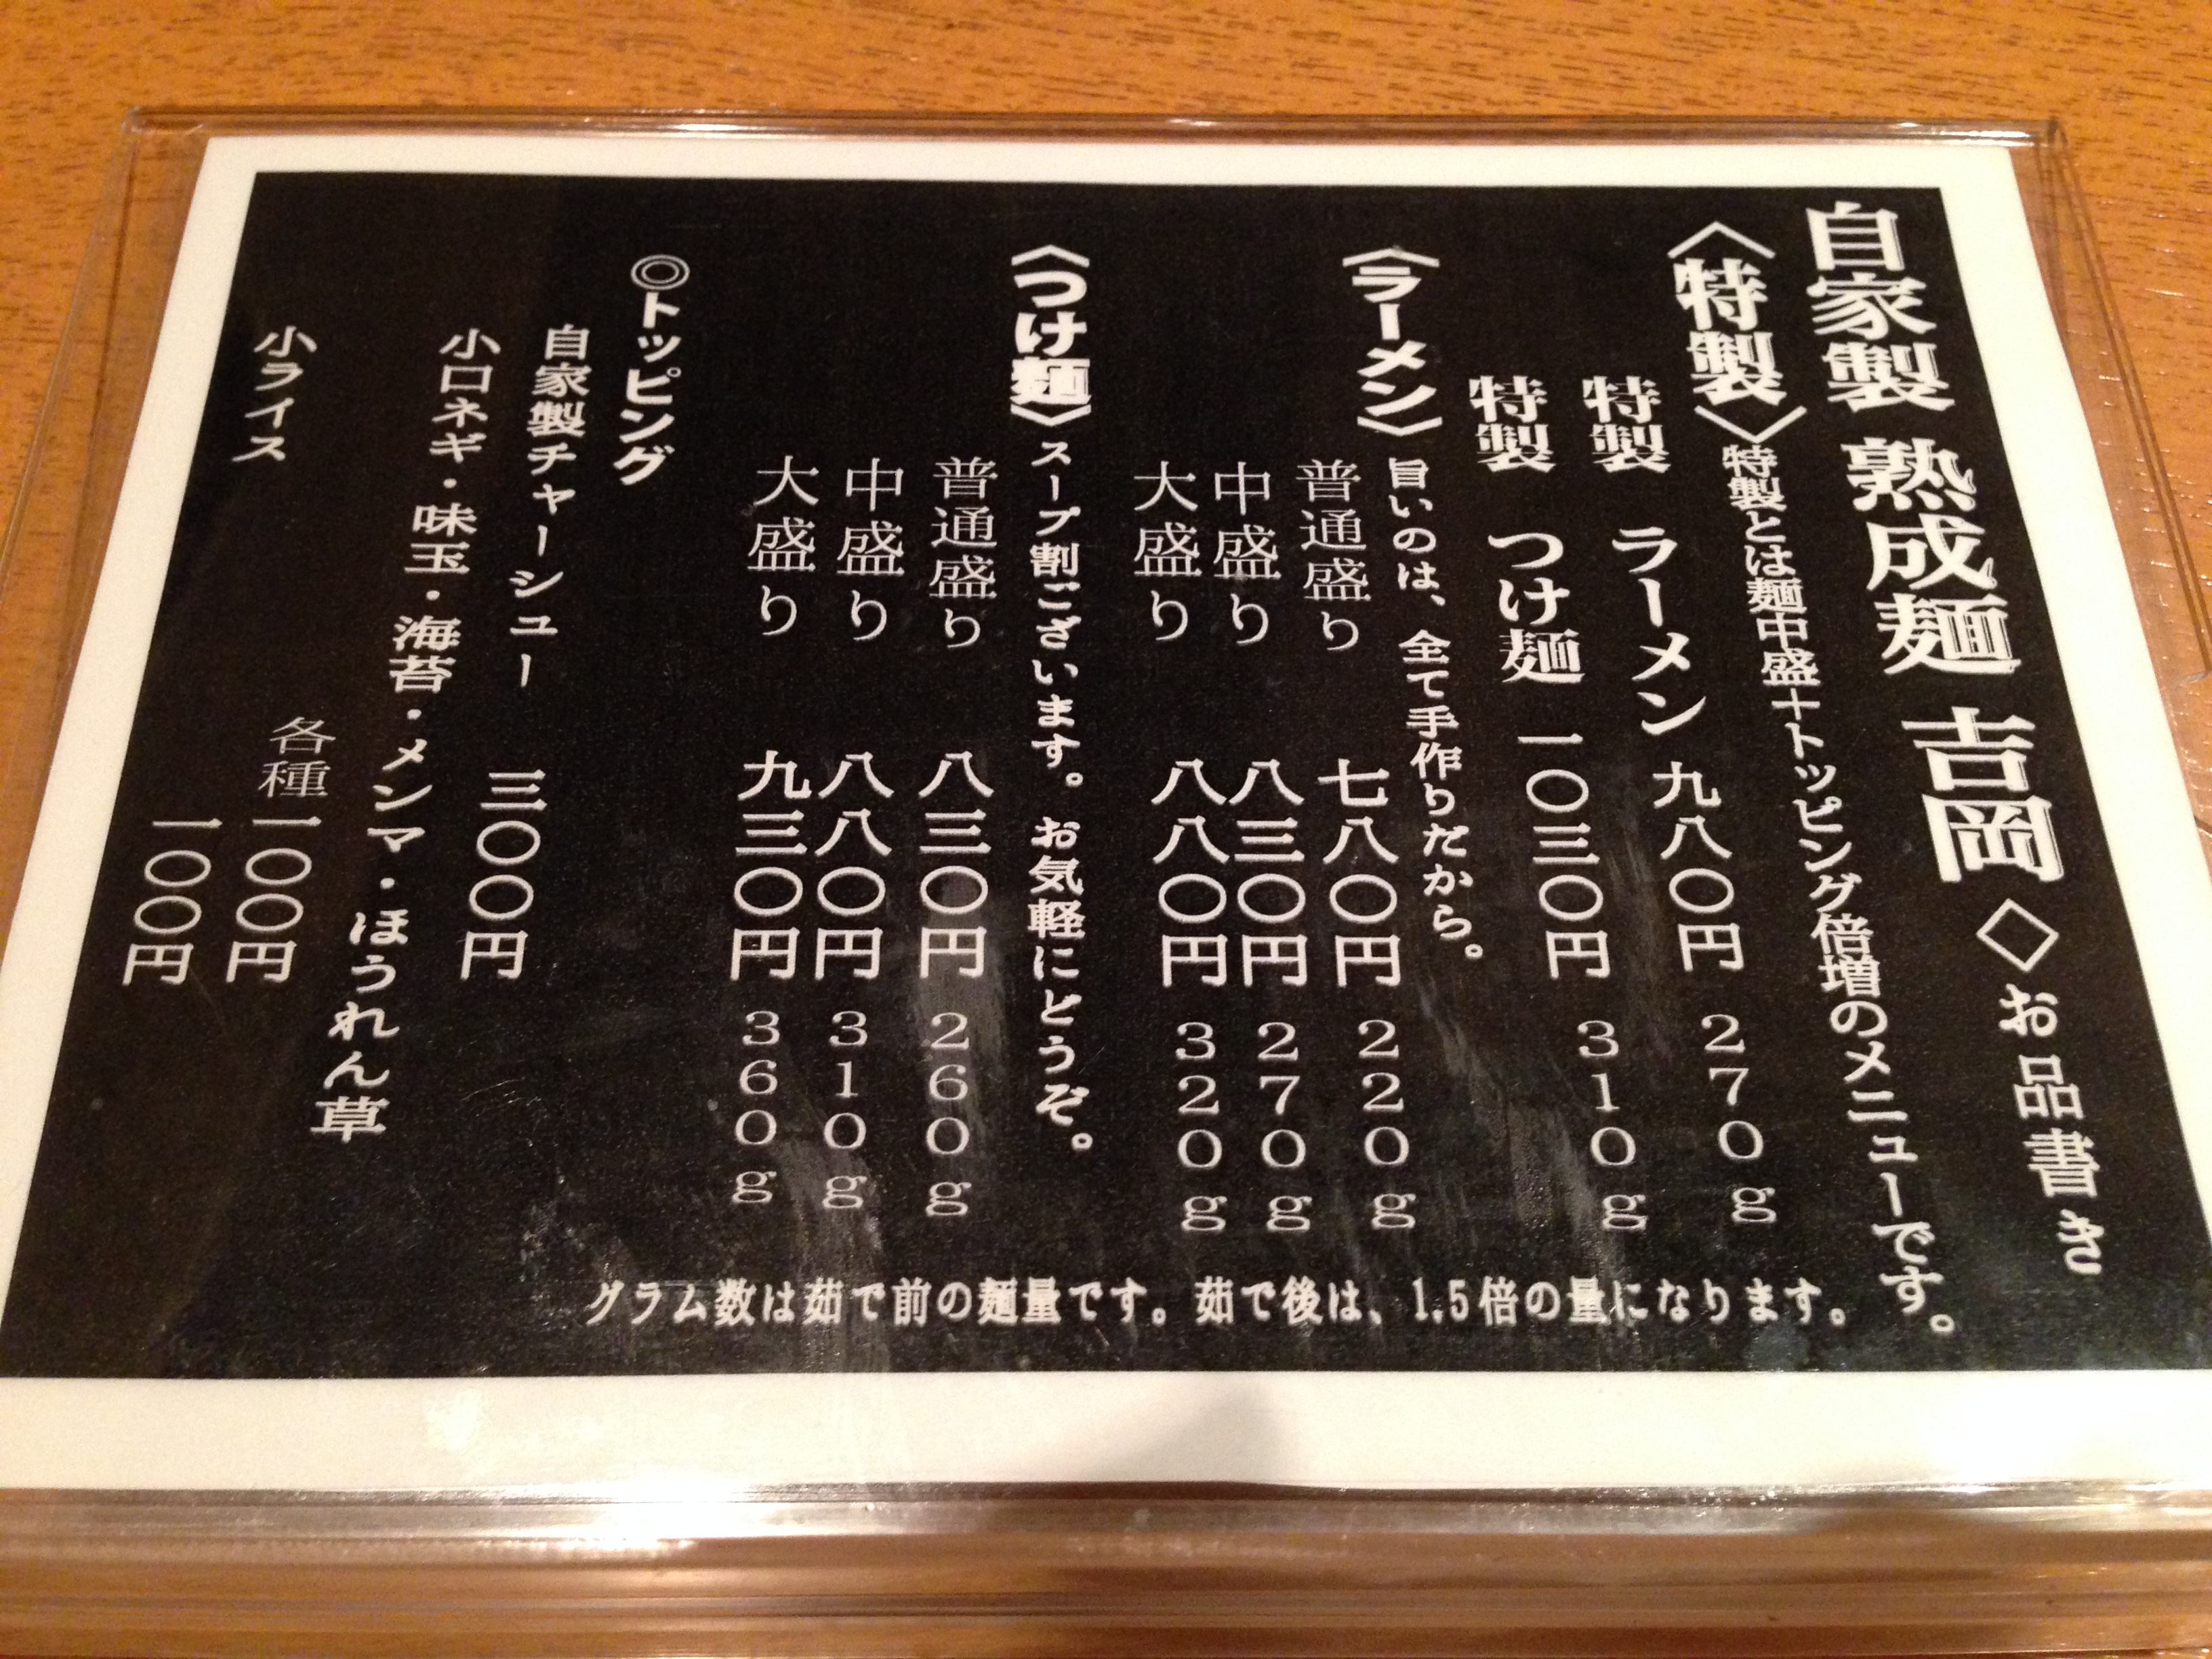 自家製 熟成麺 吉岡 ◇お品書き
〈特製〉特製とは麺中盛＋トッピング倍増のメニューです。
特製 ラーメン 九八〇円 270g
特製 つけ麺 一〇三〇円 310g
〈ラーメン〉旨いのは、全て手作りだから。
普通盛り 七八〇円 220g
中盛り 八三〇円 270g
大盛り 八八〇円 320g
〈つけ麺〉スープ割ございます。お気軽にどうぞ。
普通盛り 八三〇円 260g
中盛り 八八〇円 310g
大盛り 九三〇円 360g
◎トッピング
自家製チャーシュー 三〇〇円
小口ネギ・味玉・海苔・メンマ・ほうれん草
各種 一〇〇円
小ライス 一〇〇円
グラム数は茹で前の麺量です。茹で後は、1.5倍の量になります。